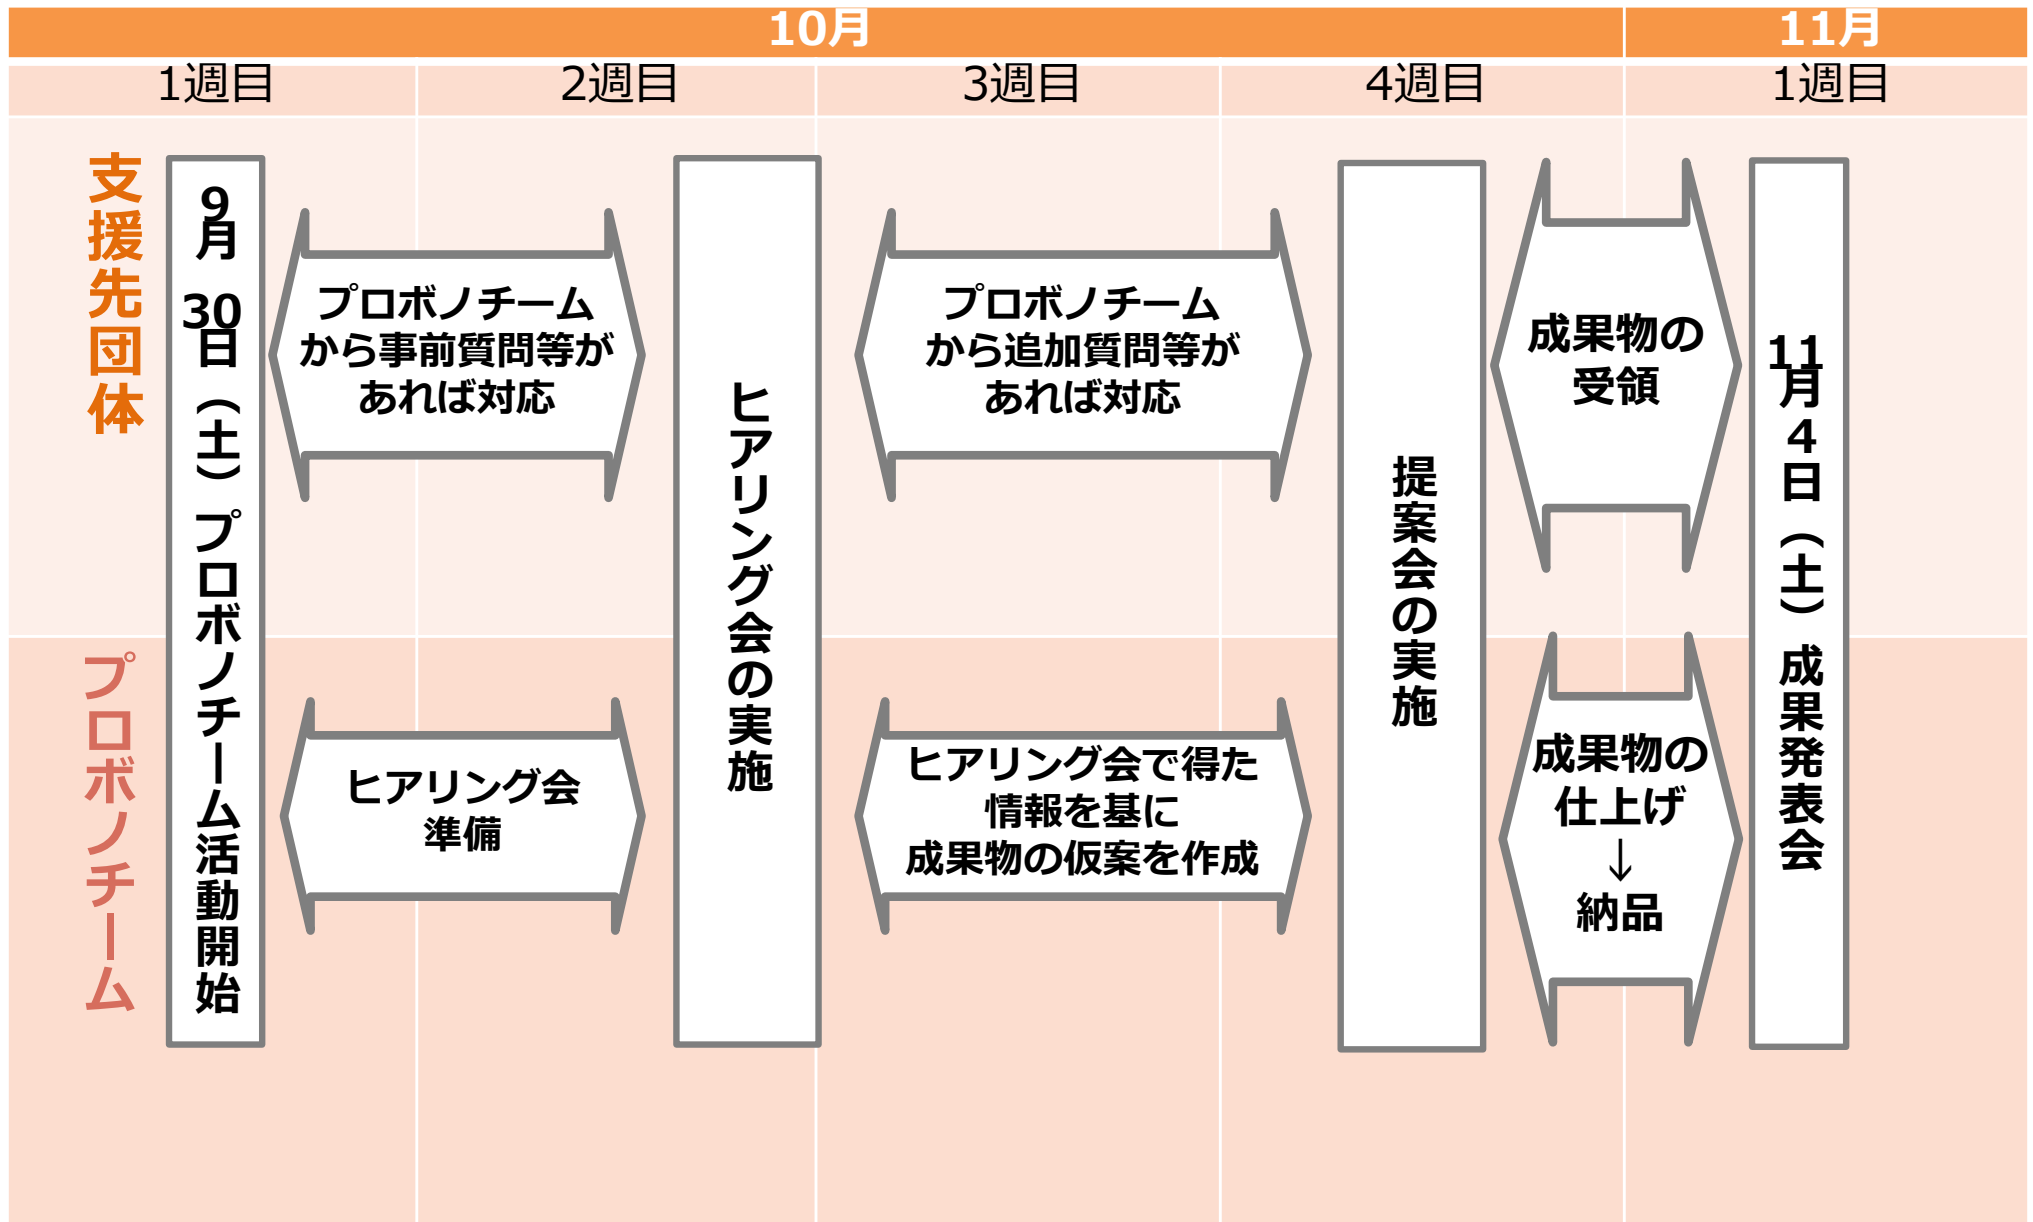 10月
11月
1週目
2週目
3週目
4週目
1週目
支援先団体
9月30日（土）プロボノチーム活動開始
プロボノチーム
から事前質問等が
あれば対応
ヒアリング会の実施
プロボノチーム
から追加質問等が
あれば対応
提案会の実施
成果物の
受領
11月４日（土）成果発表会
プロボノチーム
ヒアリング会
準備
ヒアリング会で得た
情報を基に
成果物の仮案を作成
成果物の
仕上げ
↓
納品